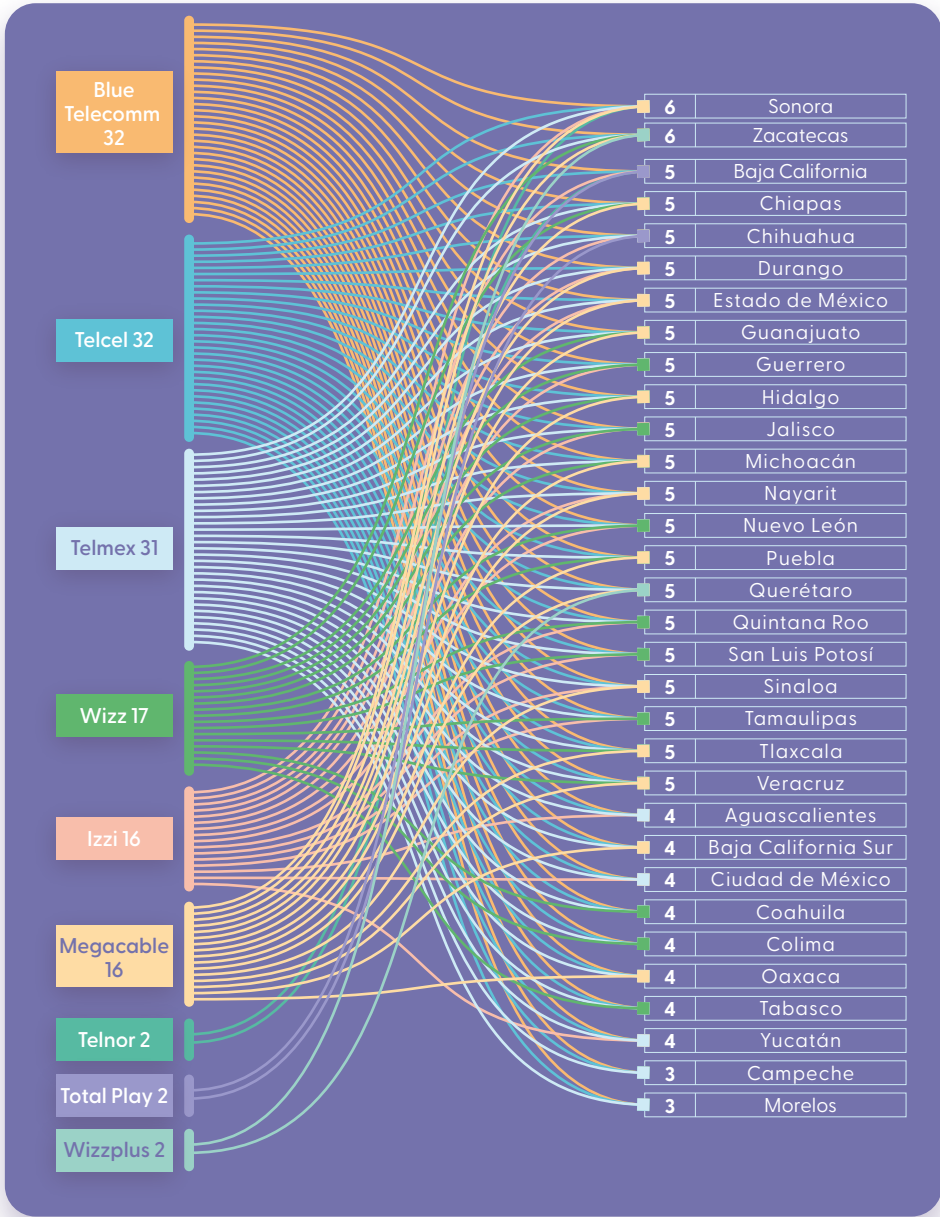 Blue
Telecomm
32
Telcel 32
Telmex 31
Wizz 17
Izzi 16
Megacable
16
Telnor 2
Total Play 2
Wizzplus 2
6 Sonora
6 Zacatecas
5 Baja California
5 Chiapas
5 Chihuahua
5 Durango
5 Estado de México
5 Guanajuato
5 Guerrero
5 Hidalgo
5 Jalisco
5 Michoacán
5 Nayarit
5 Nuevo León
5 Puebla
5 Querétaro
5 Quintana Roo
5 San Luis Potosí
5 Sinaloa
5 Tamaulipas
5 Tlaxcala
5 Veracruz
4 Aguascalientes
4 Baja California Sur
4 Ciudad de México
4 Coahuila
4 Colima
4 Oaxaca
4 Tabasco
4 Yucatán
3 Campeche
3 Morelos